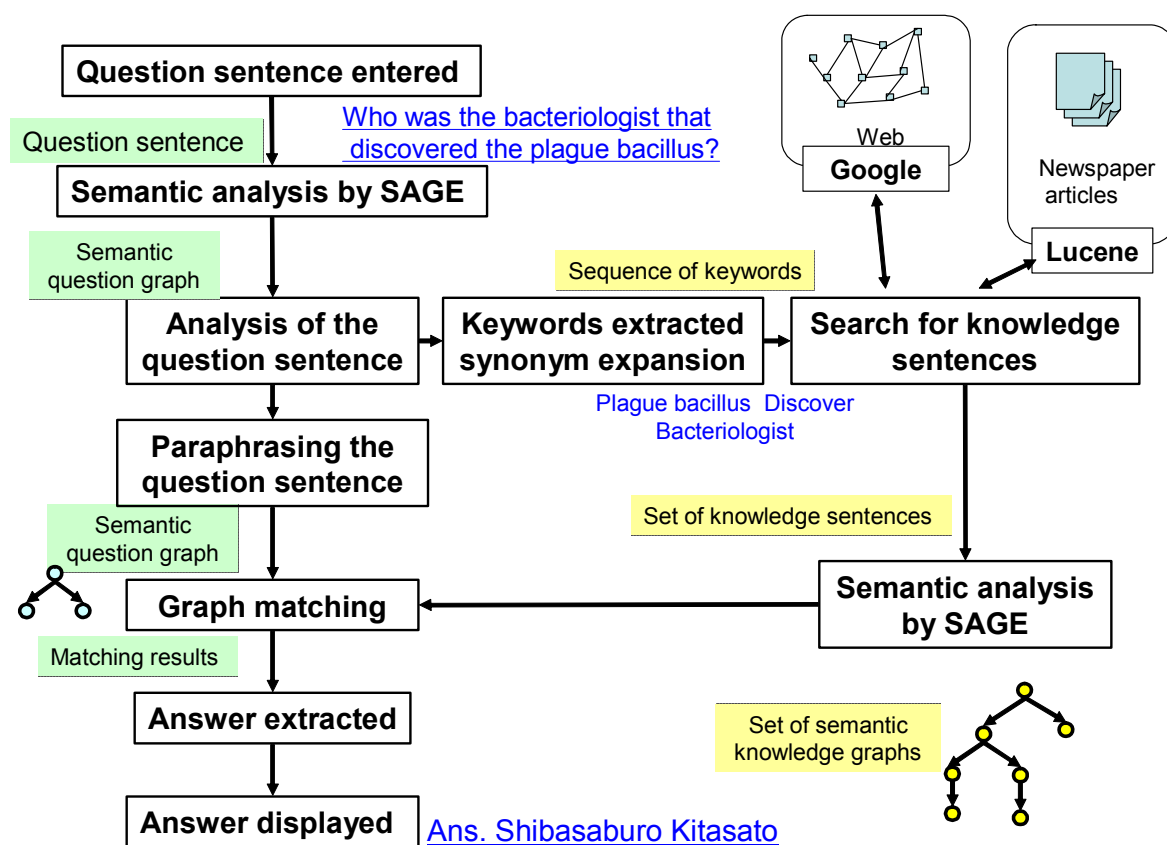 Question sentence entered
Who was the bacteriologist that
discovered the plague bacillus?
Question sentence
Semantic analysis by SAGE
Web
Google
Newspaper
articles
Lucene
Semantic
question graph
Sequence of keywords
Analysis of the
question sentence
Keywords extracted
synonym expansion
Search for knowledge
sentences
Plague bacillus Discover
Bacteriologist
Paraphrasing the
question sentence
Set of knowledge sentences
Semantic
question graph
Graph matching
Semantic analysis
by SAGE
Matching results
Answer extracted
Set of semantic
knowledge graphs
Answer displayed
Ans. Shibasaburo Kitasato